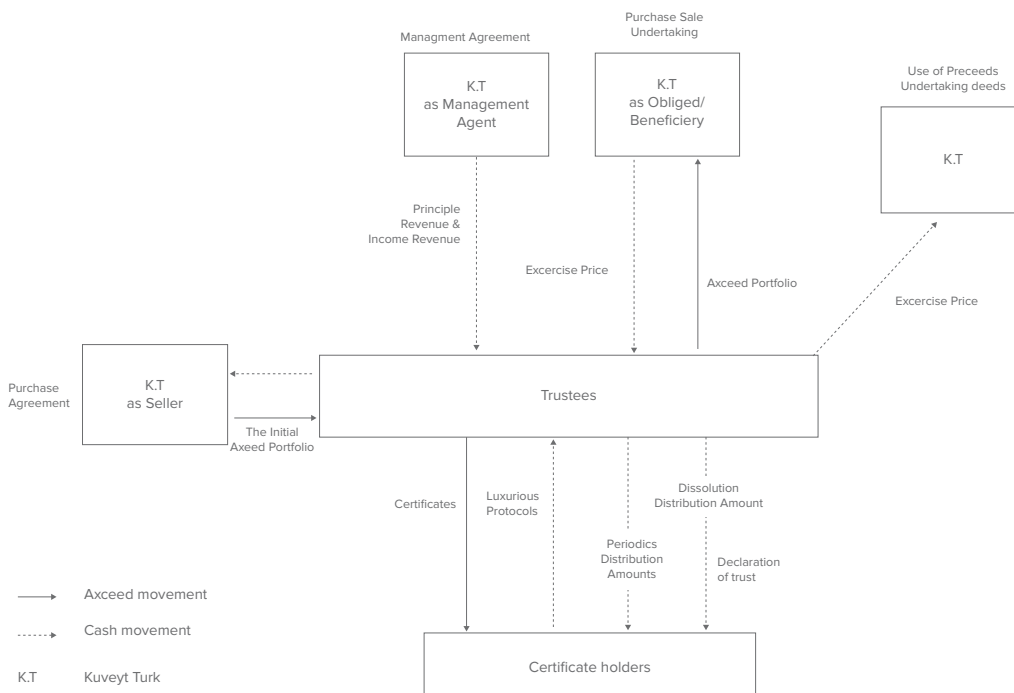 Purchase Sale
Undertaking
Managment Agreement
K.T
as Management
Agent
K.T
as Obliged/
Beneficiery
Use of Preceeds
Undertaking deeds
K.T
Principle
Revenue &
Income Revenue
Excercise Price
Axceed Portfolio
Excercise Price
Purchase
Agreement
K.T
as Seller
The Initial
Axeed Portfolio
Trustees
Certificates
Luxurious
Protocols
Periodics
Distribution
Amounts
Dissolution
Distribution Amount
Declaration
of trust
Axceed movement
Cash movement
K.T
Kuveyt Turk
Certificate holders